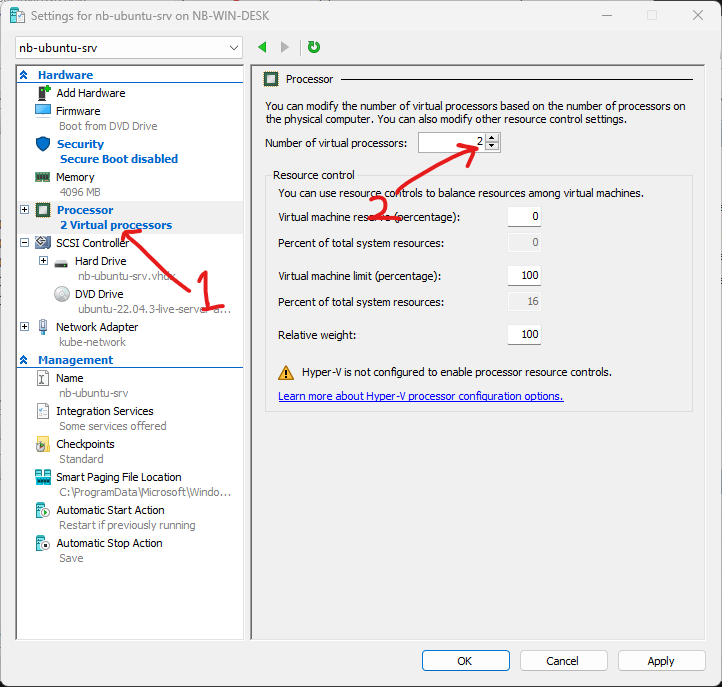 Settings for nb-ubuntu-srv on NB-WIN-DESK
nb-ubuntu-srv
Hardware
Add Hardware
Firmware
Boot from DVD Drive
Security
Secure Boot disabled
Memory
4096 MB
Processor
2 Virtual processors
SCSI Controller
Hard Drive
nb-ubuntu-srv.vhdx
DVD Drive
ubuntu-22.04.3-live-server-a...
Network Adapter
kube-network
Management
Name
nb-ubuntu-srv
Integration Services
Some services offered
Checkpoints
Standard
Smart Paging File Location
C:\ProgramData\Microsoft\Windo...
Automatic Start Action
Restart if previously running
Automatic Stop Action
Save
1
Processor
You can modify the number of virtual processors based on the number of processors on
the physical computer. You can also modify other resource control settings.
Number of virtual processors: 2
2
Resource control
You can use resource controls to balance resources among virtual machines.
Virtual machine reserve (percentage): 0
Percent of total system resources: 0
Virtual machine limit (percentage): 100
Percent of total system resources: 16
Relative weight: 100
Hyper-V is not configured to enable processor resource controls.
Learn more about Hyper-V processor configuration options.
OK Cancel Apply